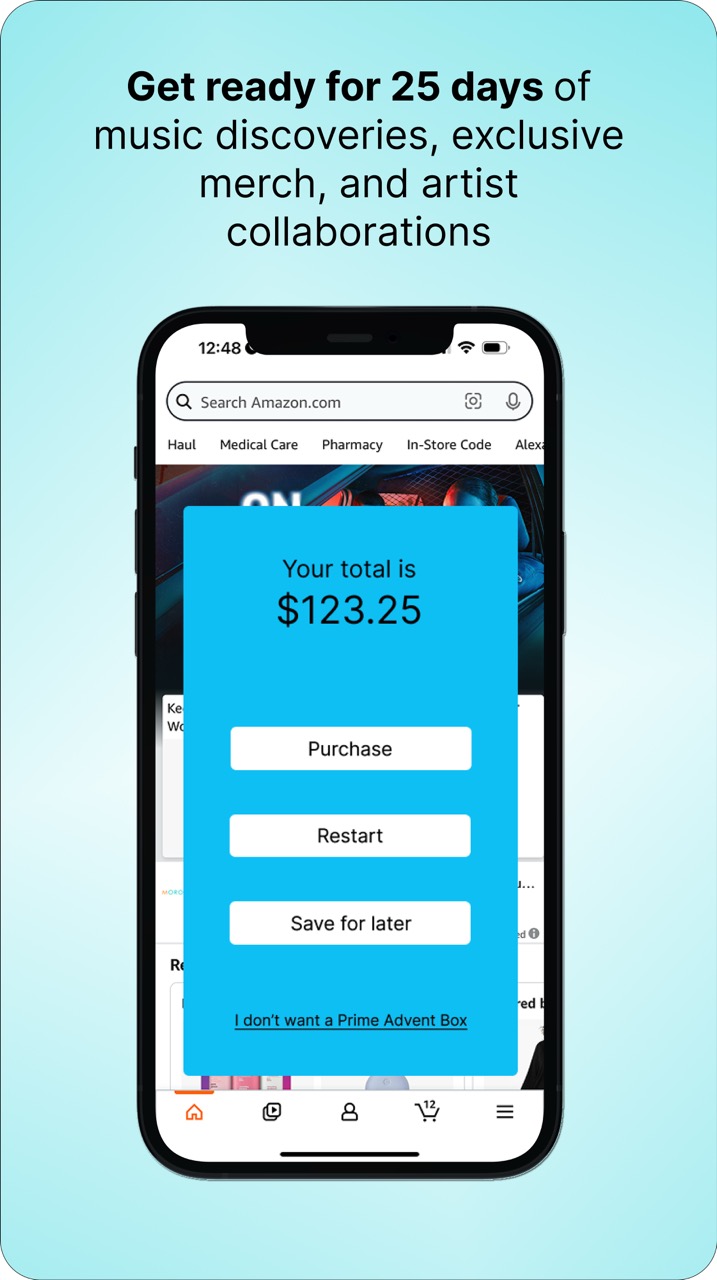 Get ready for 25 days of
music discoveries, exclusive
merch, and artist
collaborations
12:48
Search Amazon.com
Haul Medical Care Pharmacy In-Store Code Alexa
ON
Your total is
$123.25
Purchase
Restart
Save for later
I don’t want a Prime Advent Box
12